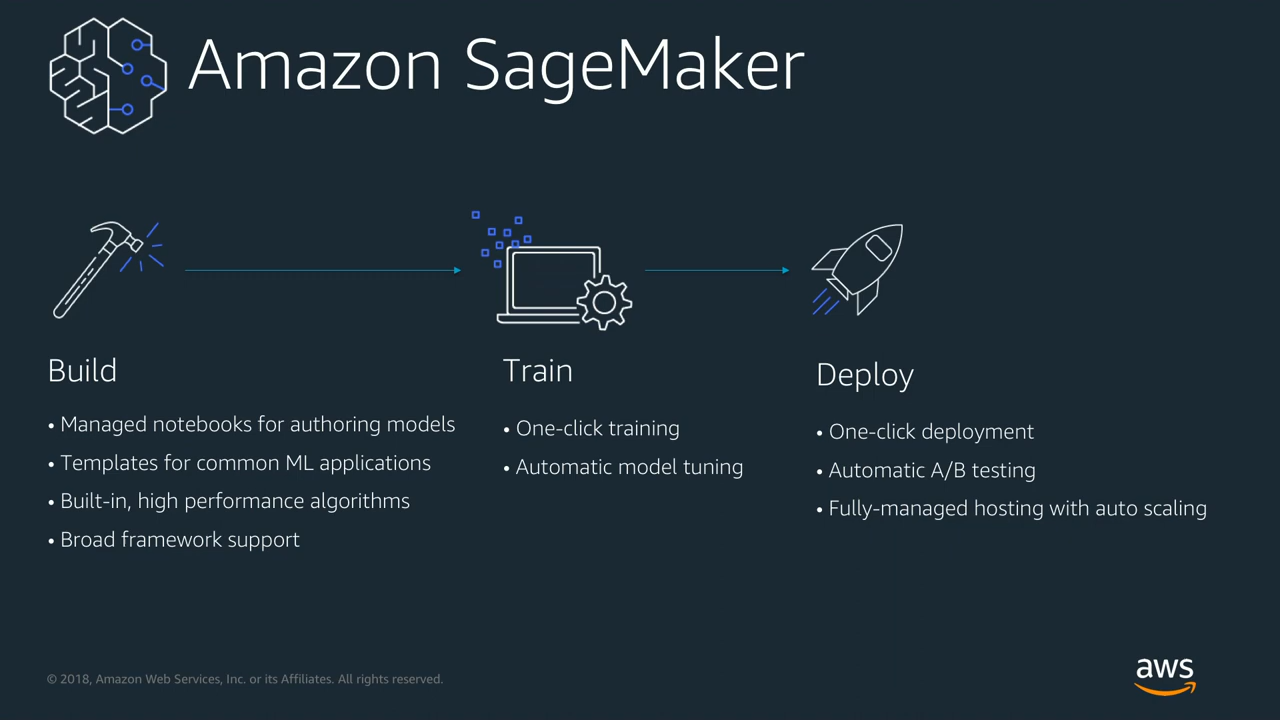 Amazon SageMaker
Build
• Managed notebooks for authoring models
• Templates for common ML applications
• Built-in, high performance algorithms
• Broad framework support
Train
• One-click training
• Automatic model tuning
Deploy
• One-click deployment
• Automatic A/B testing
• Fully-managed hosting with auto scaling
© 2018, Amazon Web Services, Inc. or its Affiliates. All rights reserved.
aws